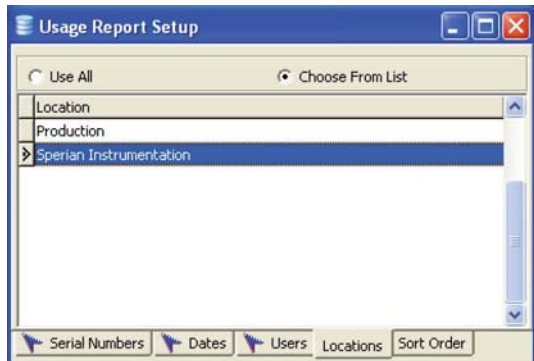 Usage Report Setup
Use All Choose From List
Location
Production
Sperian Instrumentation
Serial Numbers Dates Users Locations Sort Order